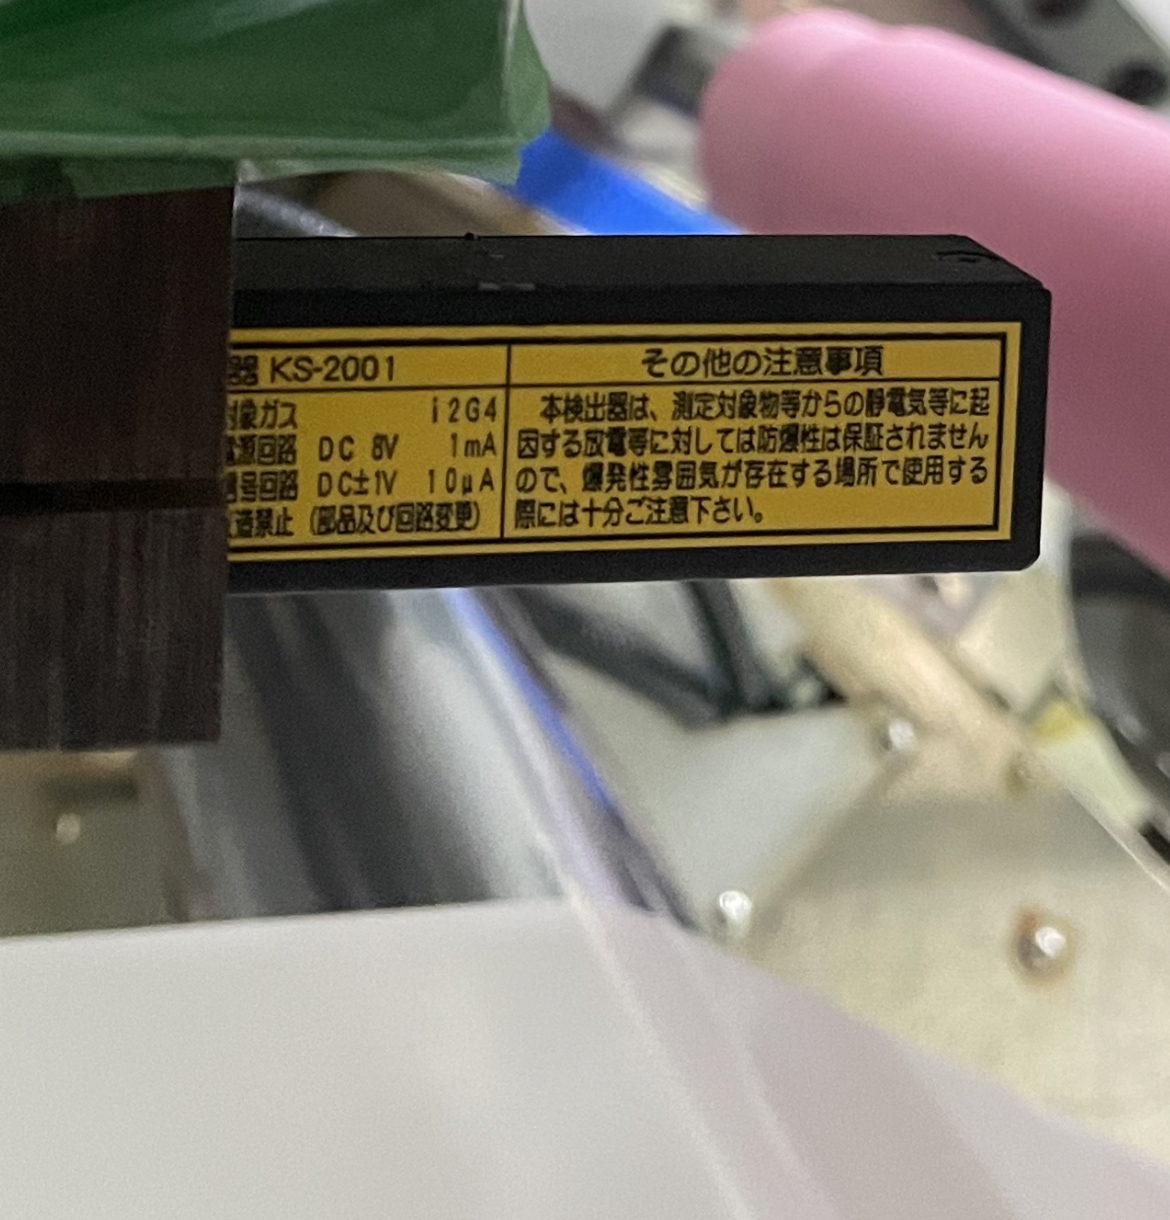 器 KS-2001
対象ガス i2G4
電源回路 DC 8V 1mA
信号回路 DC±1V 10μA
改造禁止 (部品及び回路変更)
その他の注意事項
本検出器は、測定対象物等からの静電気等に起
因する放電等に対しては防爆性は保証されません
ので、爆発性雰囲気が存在する場所で使用する
際には十分ご注意下さい。